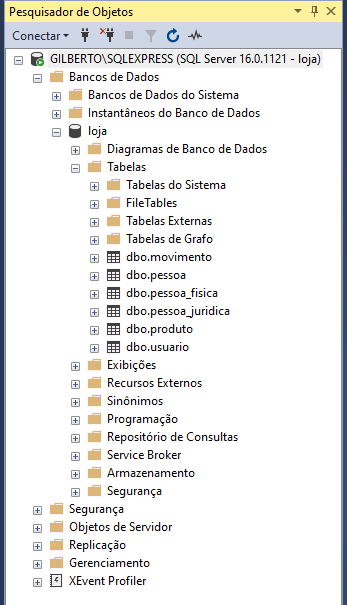 Pesquisador de Objetos
Conectar
GILBERTO\SQLEXPRESS (SQL Server 16.0.1121 - loja)
Bancos de Dados
Bancos de Dados do Sistema
Instantâneos do Banco de Dados
loja
Diagramas de Banco de Dados
Tabelas
Tabelas do Sistema
FileTables
Tabelas Externas
Tabelas de Grafo
dbo.movimento
dbo.pessoa
dbo.pessoa_fisica
dbo.pessoa_juridica
dbo.produto
dbo.usuario
Exibições
Recursos Externos
Sinônimos
Programação
Repositório de Consultas
Service Broker
Armazenamento
Segurança
Segurança
Objetos de Servidor
Replicação
Gerenciamento
XEvent Profiler